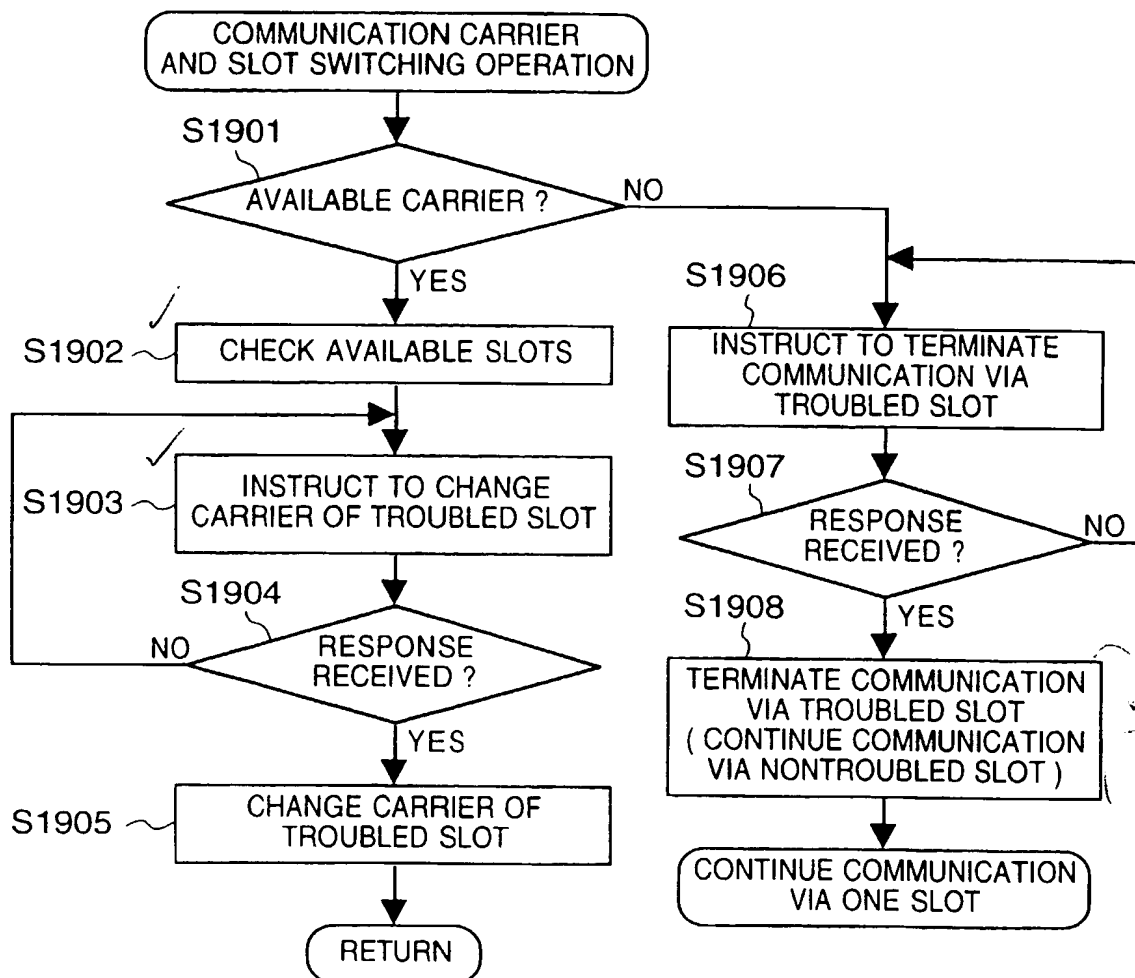 COMMUNICATION CARRIER
AND SLOT SWITCHING OPERATION
S1901
AVAILABLE CARRIER ?
NO
YES
S1902
CHECK AVAILABLE SLOTS
S1903
INSTRUCT TO CHANGE
CARRIER OF TROUBLED SLOT
S1904
RESPONSE
RECEIVED ?
NO
YES
S1905
CHANGE CARRIER OF
TROUBLED SLOT
RETURN
S1906
INSTRUCT TO TERMINATE
COMMUNICATION VIA
TROUBLED SLOT
S1907
RESPONSE
RECEIVED ?
NO
YES
S1908
TERMINATE COMMUNICATION
VIA TROUBLED SLOT
( CONTINUE COMMUNICATION
VIA NONTROUBLED SLOT )
CONTINUE COMMUNICATION
VIA ONE SLOT